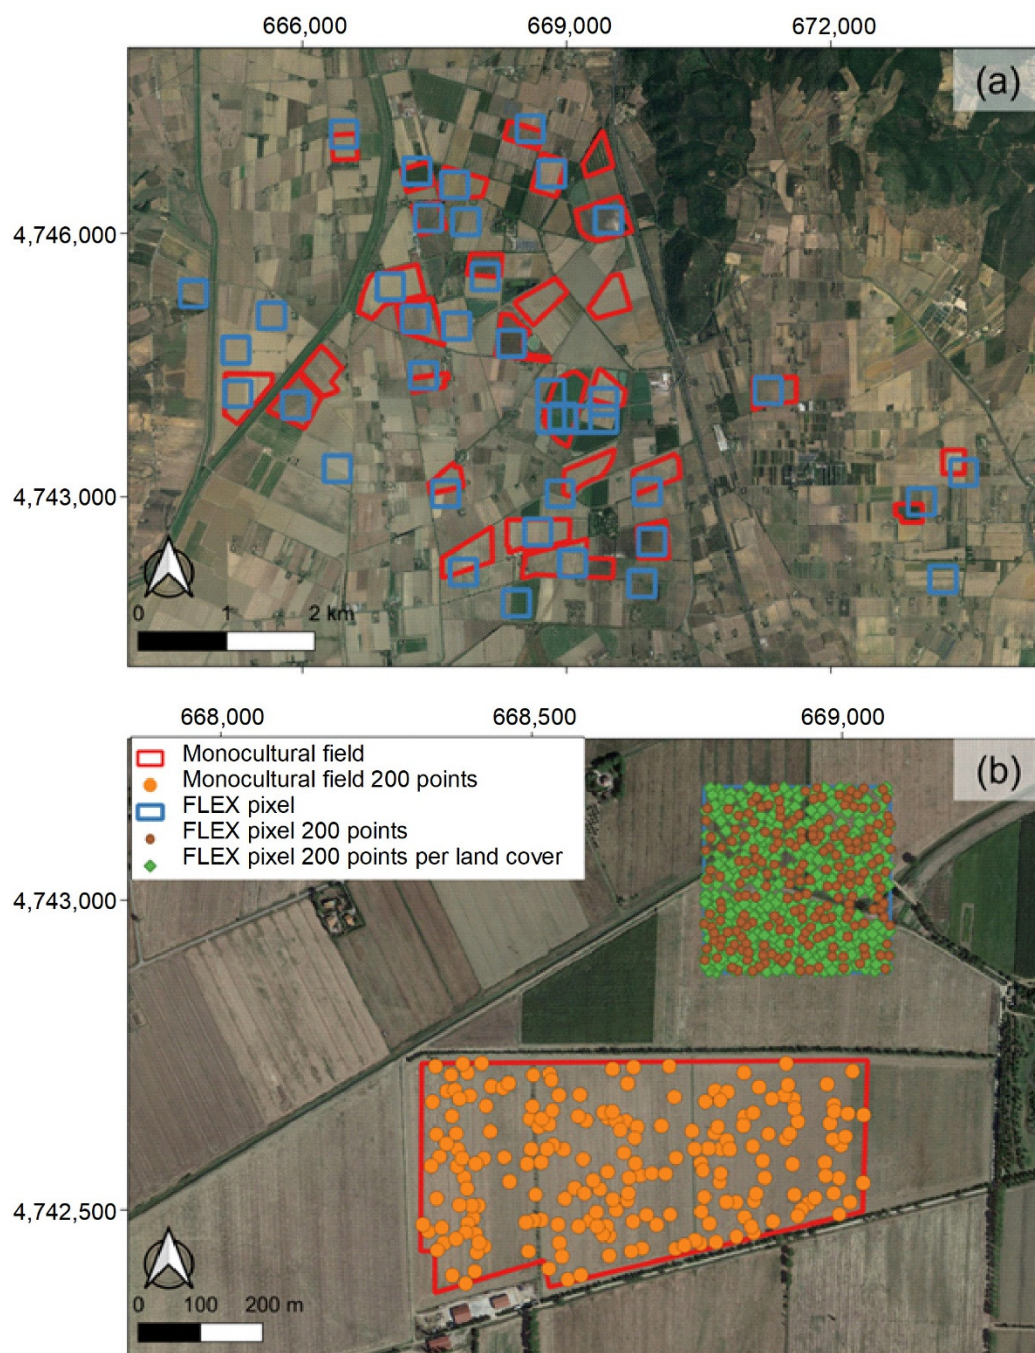 666,000 669,000 672,000
(a)
4,746,000
4,743,000
0 1 2 km
668,000 668,500 669,000
(b)
Monocultural field
Monocultural field 200 points
FLEX pixel
FLEX pixel 200 points
FLEX pixel 200 points per land cover
4,743,000
4,742,500
0 100 200 m